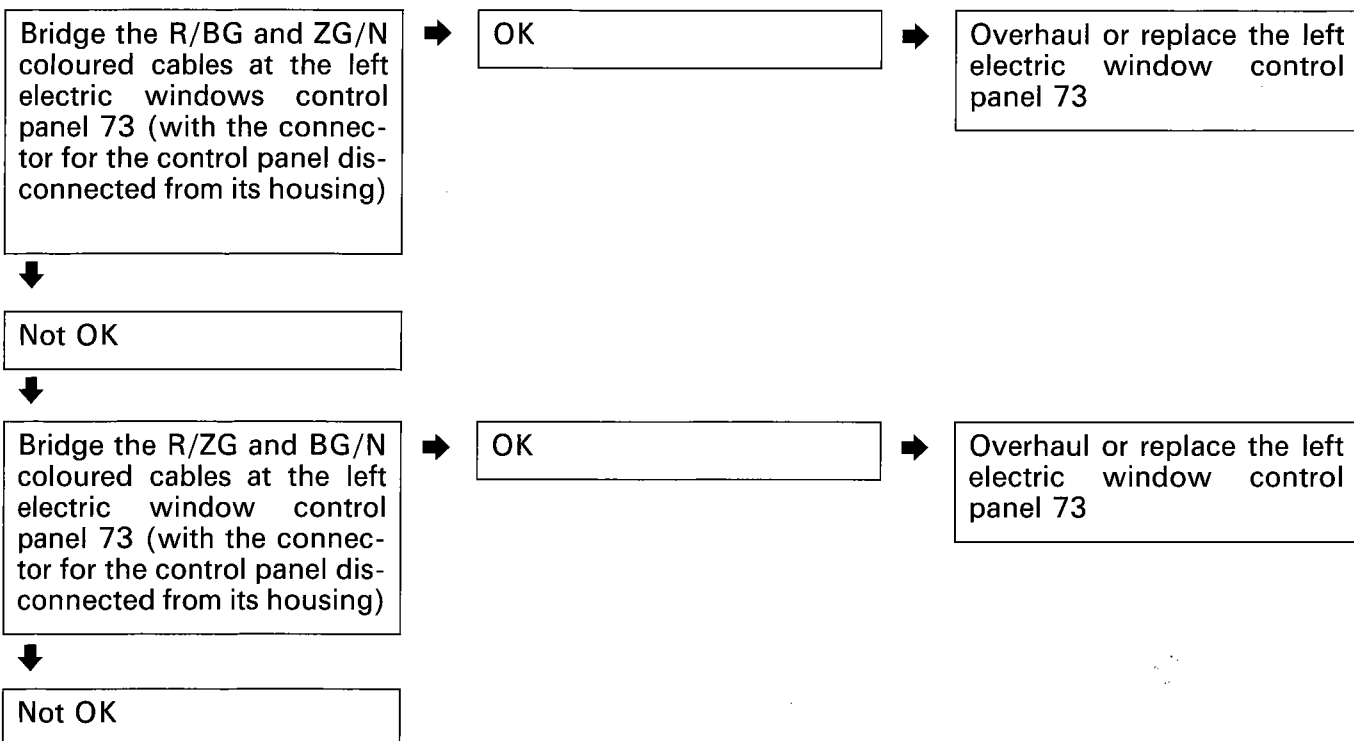 Bridge the R/BG and ZG/N
coloured cables at the left
electric windows control
panel 73 (with the connec-
tor for the control panel dis-
connected from its housing)
OK
Overhaul or replace the left
electric window control
panel 73
Not OK
Bridge the R/ZG and BG/N
coloured cables at the left
electric window control
panel 73 (with the connec-
tor for the control panel dis-
connected from its housing)
OK
Overhaul or replace the left
electric window control
panel 73
Not OK